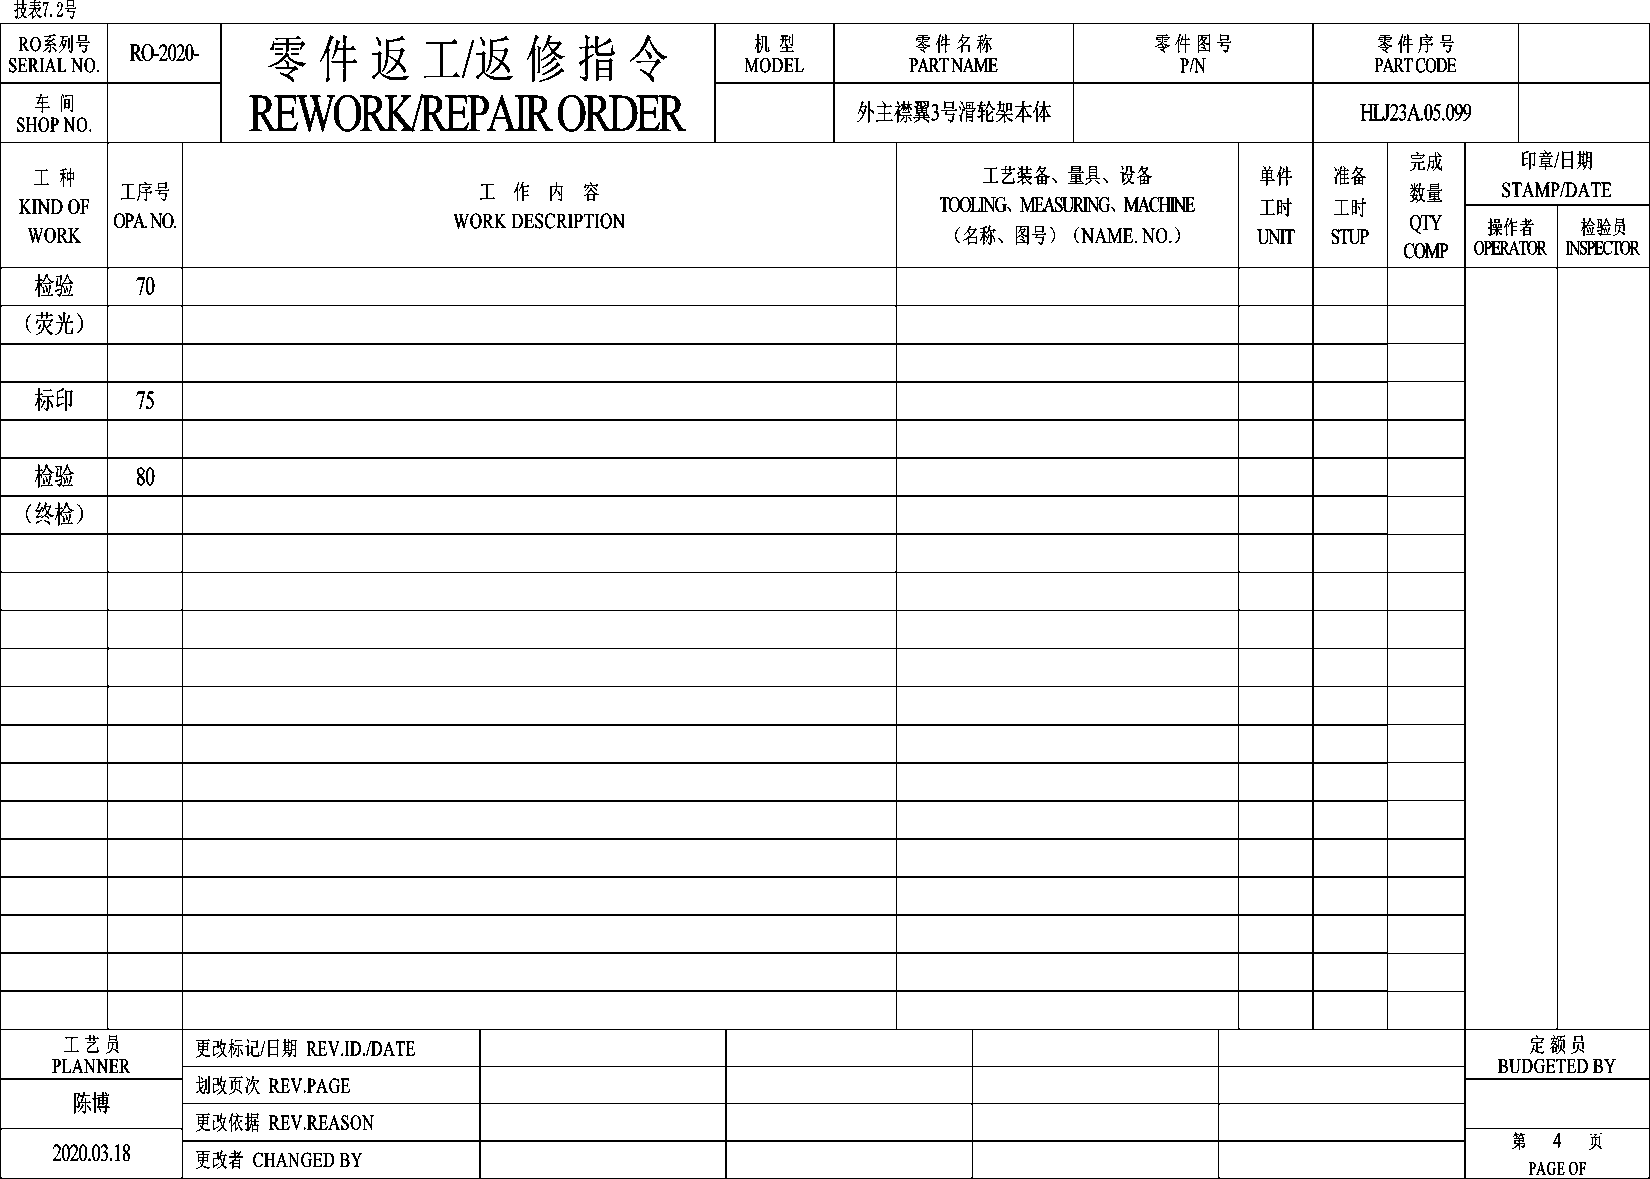 技表7.2号
RO系列号
SERIAL NO.
RO-2020-
零件返工/返修指令
REWORK/REPAIR ORDER
机 型
MODEL
零件名称
PART NAME
零件图号
P/N
零件序号
PART CODE
车 间
SHOP NO.
外主襟翼3号滑轮架本体
HLJ23A.05.099
工 种
KIND OF
WORK
工序号
OPA. NO.
工 作 内 容
WORK DESCRIPTION
工艺装备、量具、设备
TOOLING、MEASURING、MACHINE
（名称、图号）（NAME. NO.）
单件
工时
UNIT
准备
工时
STUP
完成
数量
QTY
COMP
印章/日期
STAMP/DATE
操作者
OPERATOR
检验员
INSPECTOR
检验 70
（荧光）
标印 75
检验 80
（终检）
工 艺 员
PLANNER
陈博
2020.03.18
更改标记/日期 REV.ID./DATE
划改页次 REV.PAGE
更改依据 REV.REASON
更改者 CHANGED BY
定 额 员
BUDGETED BY
第 4 页
PAGE OF